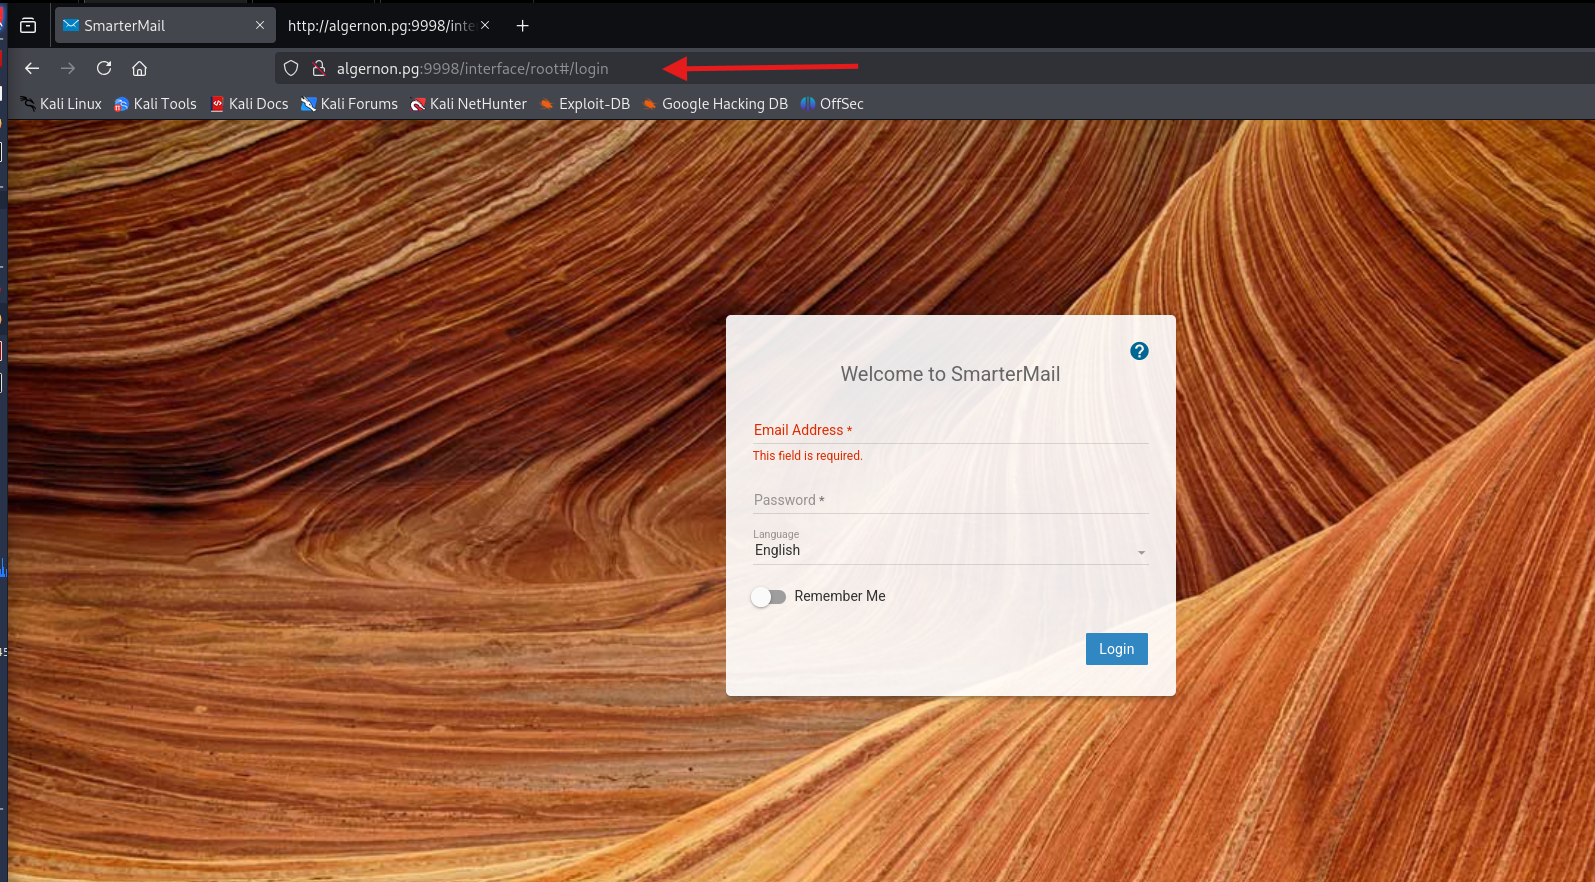 SmarterMail
http://algernon.pg:9998/inte
algernon.pg:9998/interface/root#/login
Kali Linux Kali Tools Kali Docs Kali Forums Kali NetHunter Exploit-DB Google Hacking DB OffSec
Welcome to SmarterMail
Email Address *
This field is required.
Password *
Language
English
Remember Me
Login